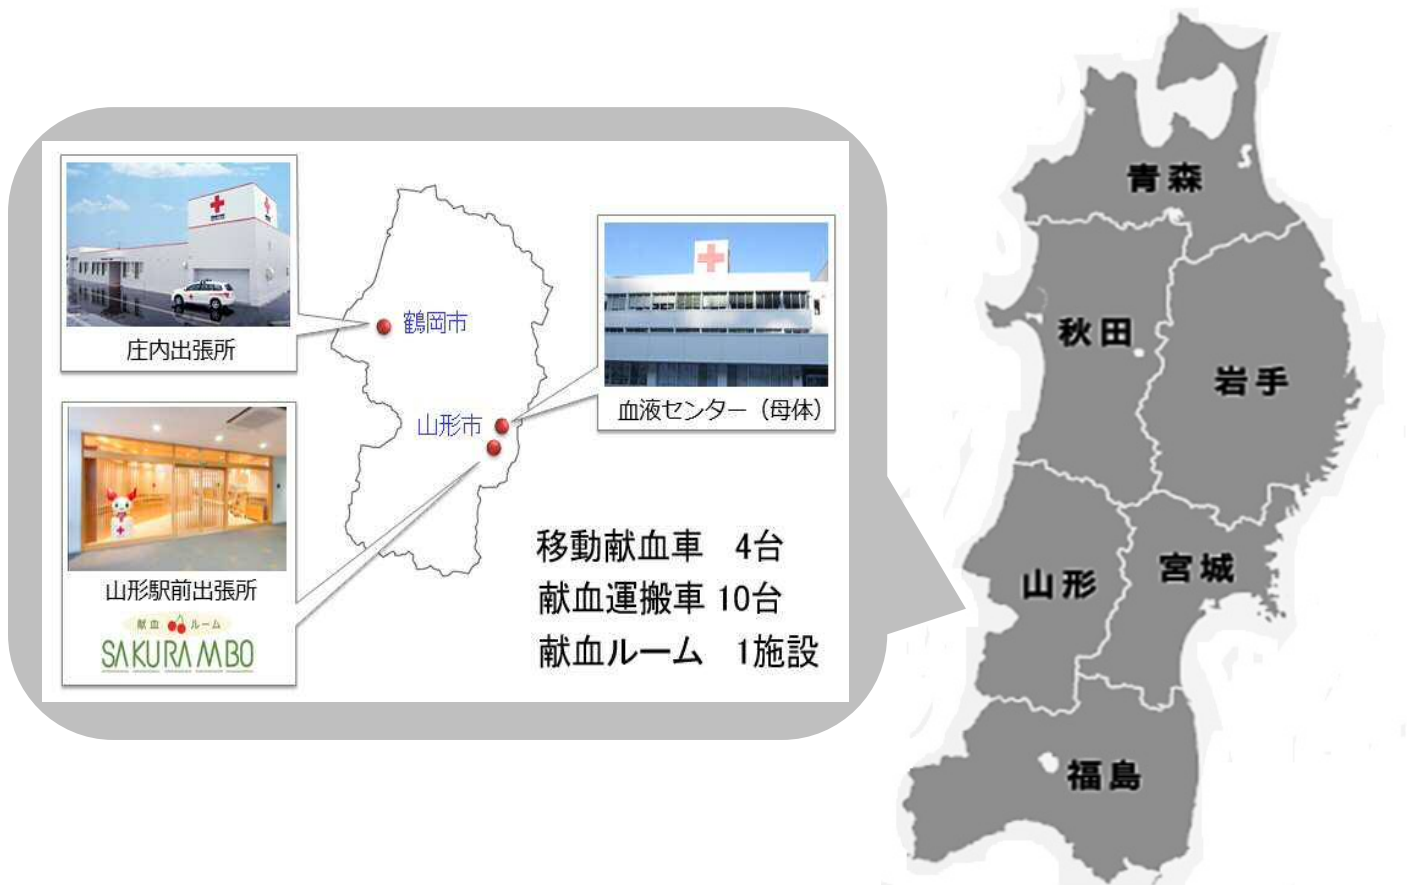 庄内出張所
鶴岡市
血液センター（母体）
山形市
山形駅前出張所
献血 ルーム
SAKURAMBO
移動献血車 4台
献血運搬車 10台
献血ルーム 1施設
青森
秋田
岩手
山形
宮城
福島